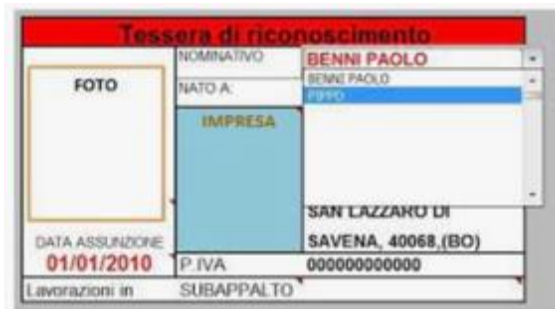 Tessera di riconoscimento
NOMINATIVO BENNI PAOLO
BENNI PAOLO
PIPPO
FOTO
NATO A:
IMPRESA
SAN LAZZARO DI
SAVENA, 40068,(BO)
DATA ASSUNZIONE
01/01/2010
P.IVA 000000000000
Lavorazioni in SUBAPPALTO